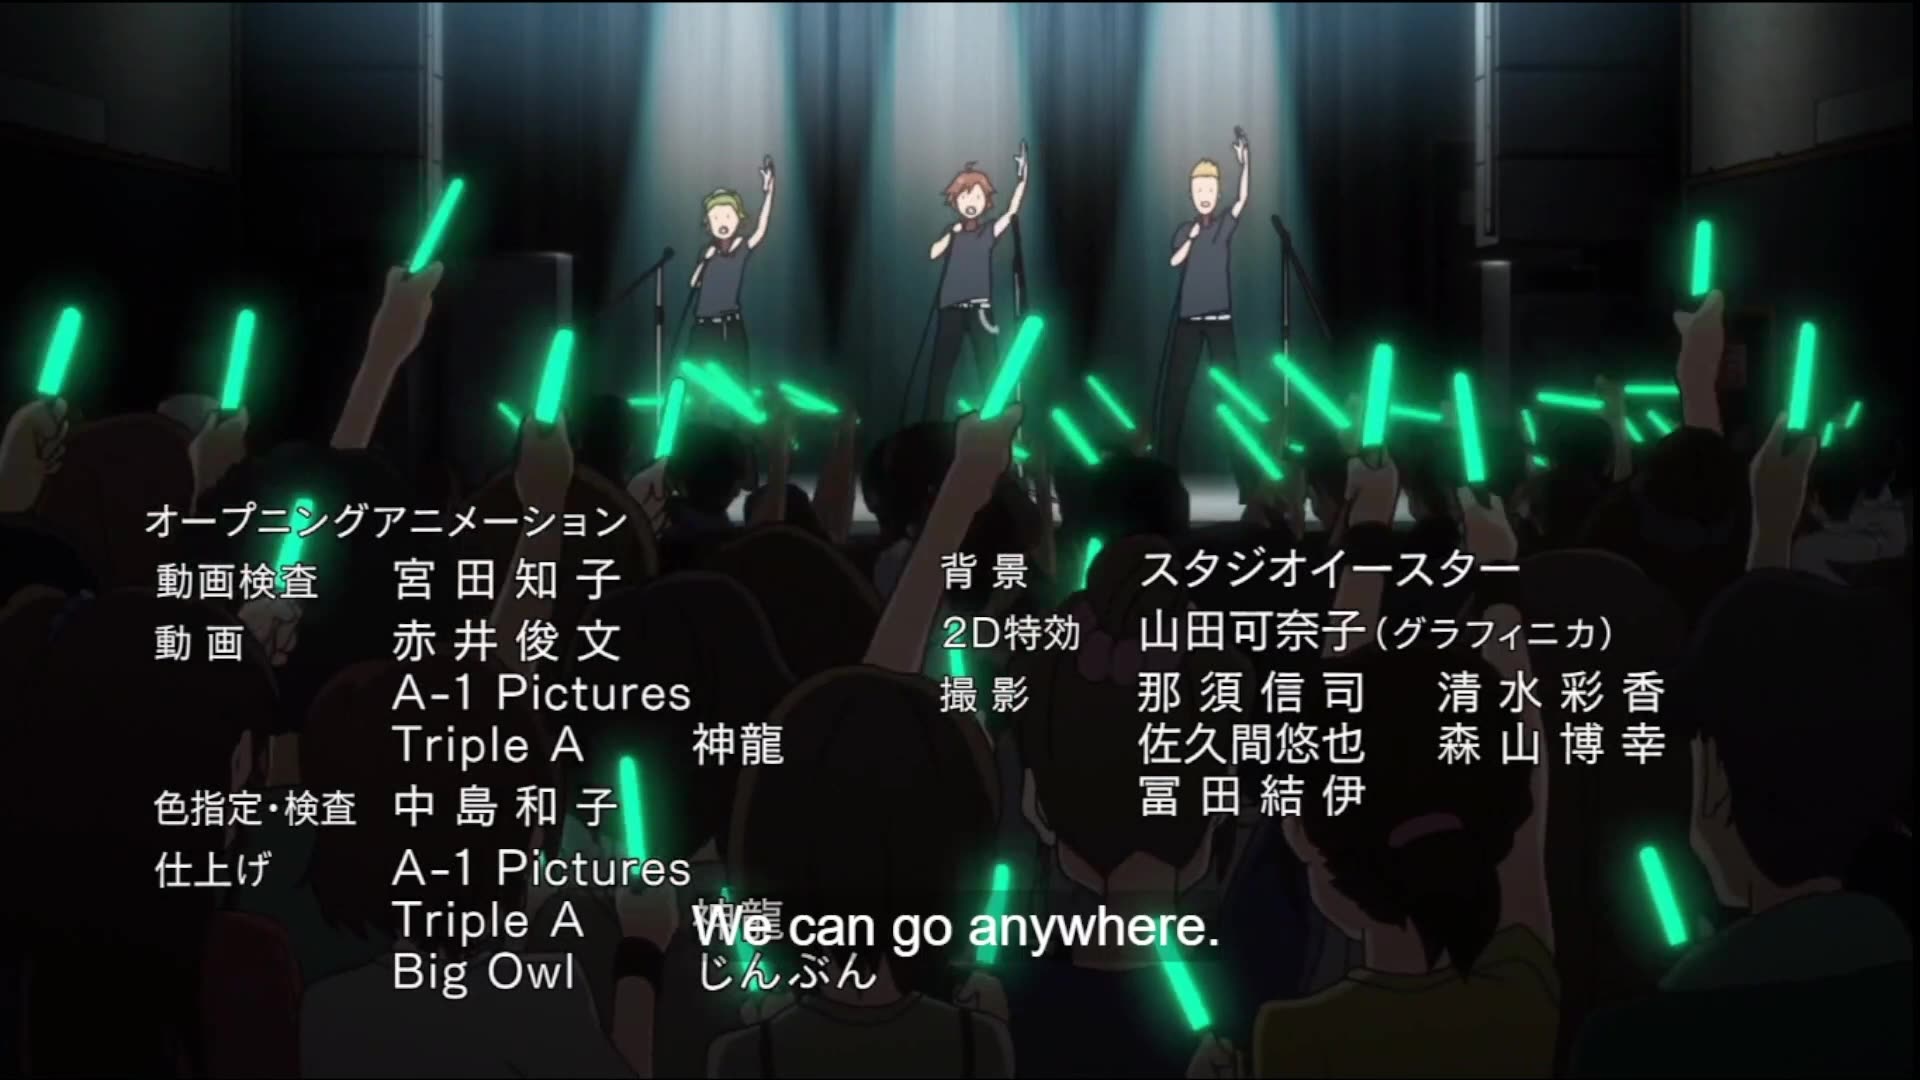 オープニングアニメーション
動画検査 宮田知子
動画 赤井俊文
A-1 Pictures
Triple A 神龍
色指定・検査 中島和子
仕上げ A-1 Pictures
Triple A 神龍
Big Owl じんぶん
背景 スタジオイースター
2D特効 山田可奈子(グラフィニカ)
撮影 那須信司 清水彩香
佐久間悠也 森山博幸
冨田結伊
We can go anywhere.